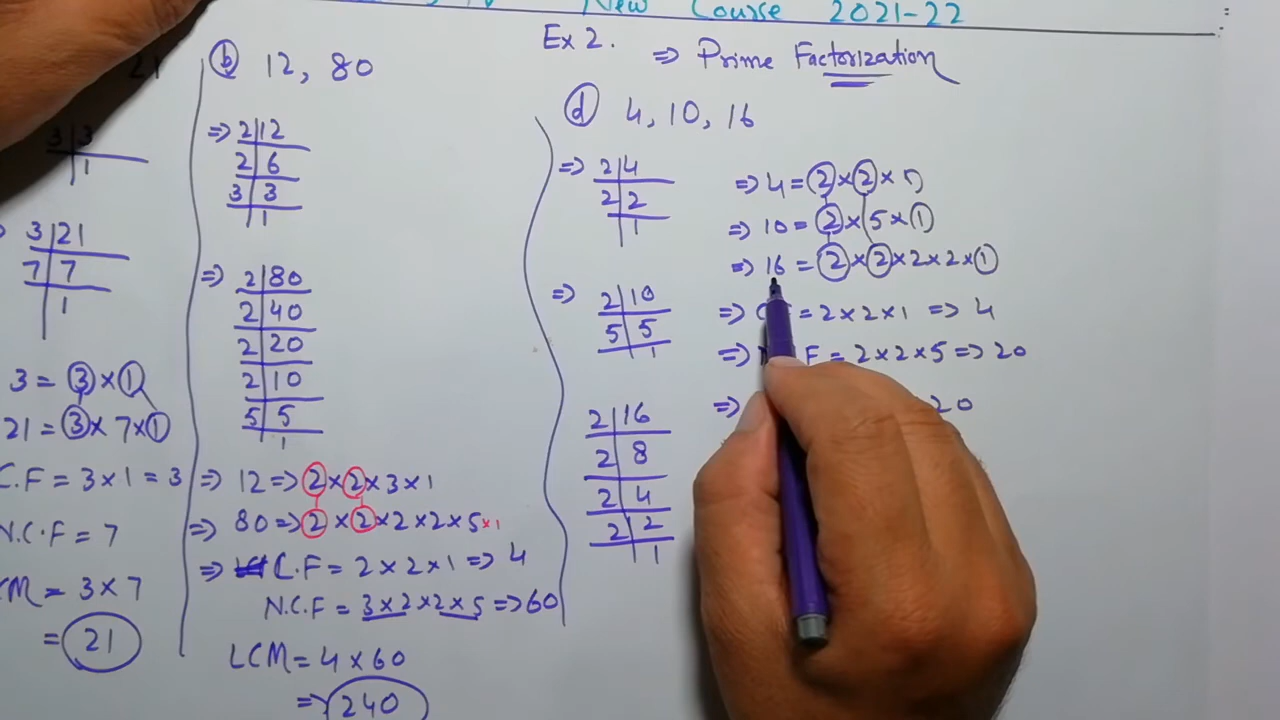 New Course 2021-22
Ex 2. ⇒ Prime Factorization
21
3|3
1
3|21
7|7
1
3 = 3×1
21 = 3×7×1
C.F = 3×1 = 3
N.C.F = 7
= 3×7
= 21
(b) 12, 80
⇒ 2|12
2|6
3|3
1
⇒ 2|80
2|40
2|20
2|10
5|5
1
⇒ 12 ⇒ 2×2×3×1
⇒ 80 ⇒ 2×2×2×2×5×1
⇒ C.F = 2×2×1 ⇒ 4
N.C.F = 3×2×2×5 ⇒ 60
LCM = 4×60
⇒ 240
(d) 4, 10, 16
⇒ 2|4
2|2
1
⇒ 2|10
5|5
1
2|16
2|8
2|4
2|2
1
⇒ 4 = 2×2×
⇒ 10 = 2×5×1
⇒ 16 = 2×2×2×2×1
⇒ = 2×2×1 ⇒ 4
⇒ F = 2×2×5 ⇒ 20
⇒ 20